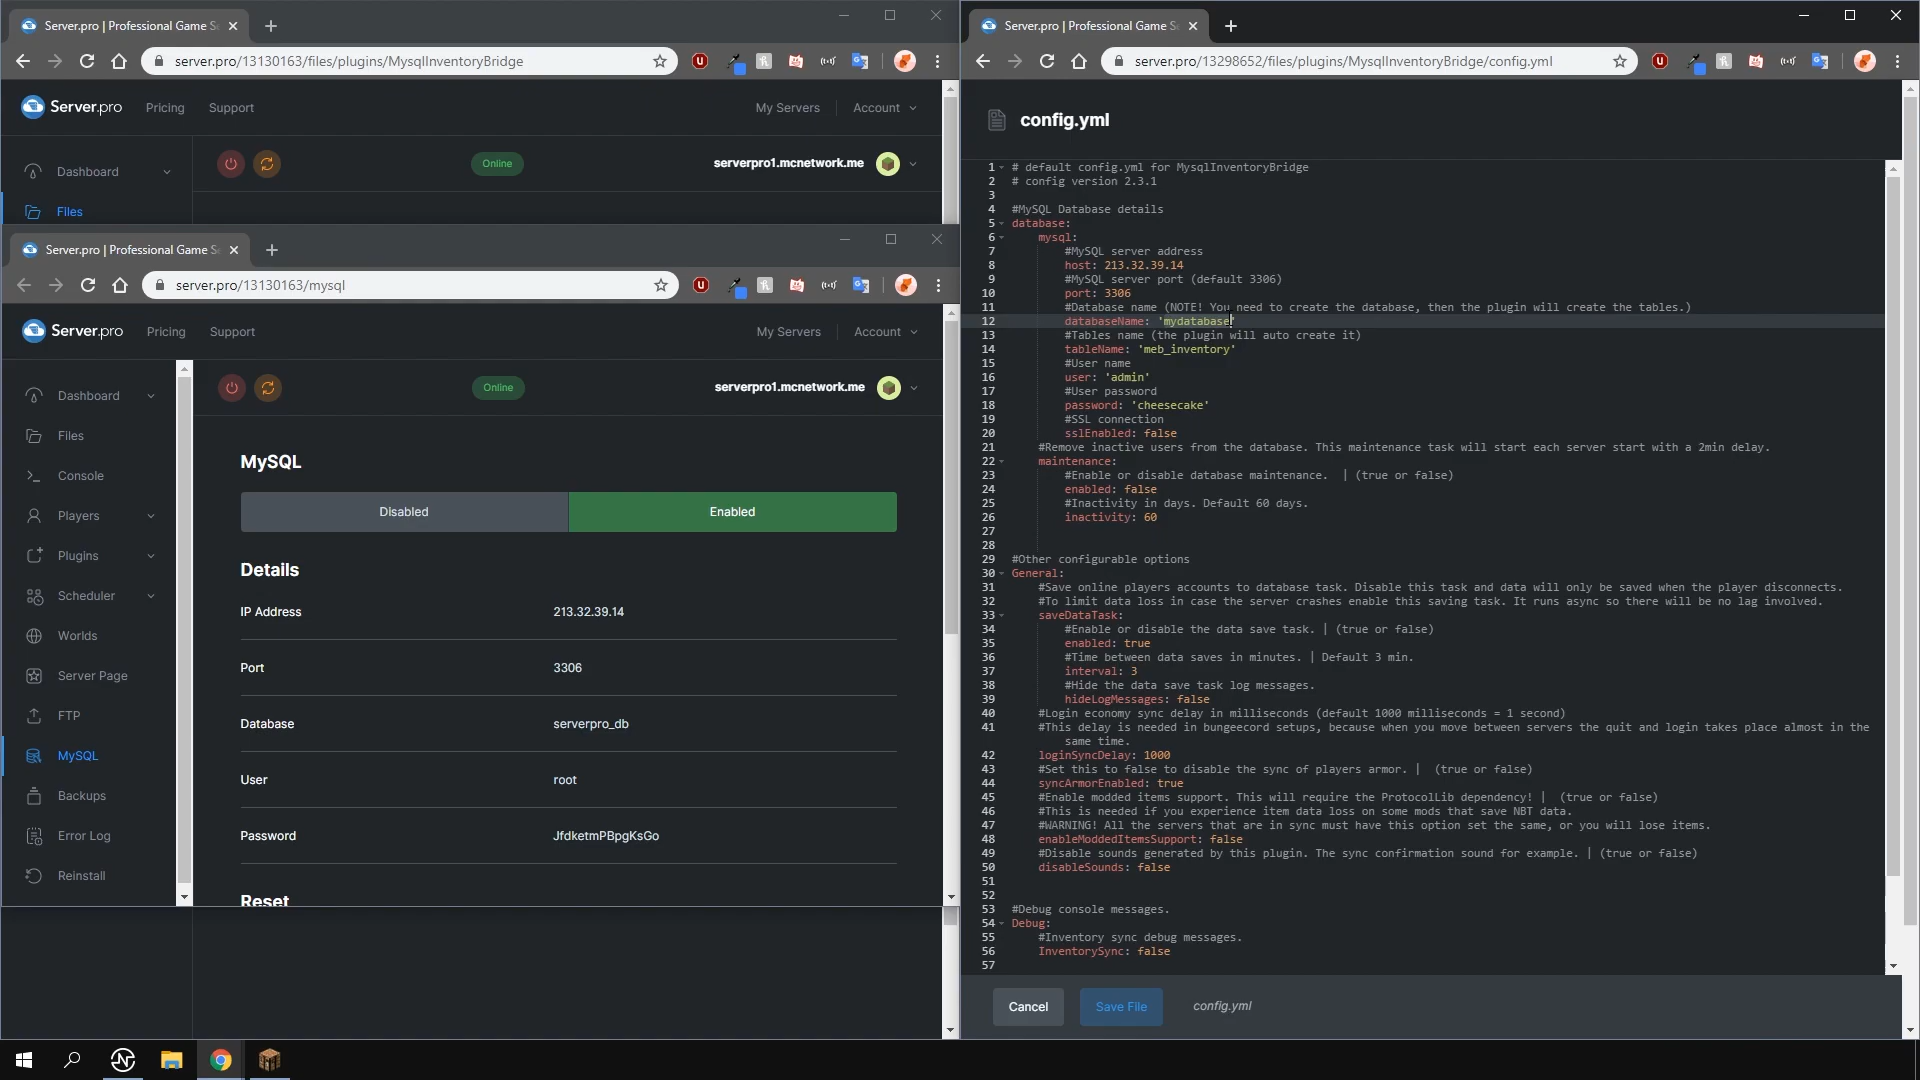 Server.pro | Professional Game S
server.pro/13130163/files/plugins/MysqlInventoryBridge
Server.pro
Pricing
Support
My Servers
Account
Dashboard
Online
serverpro1.mcnetwork.me
Files
Server.pro | Professional Game S
server.pro/13130163/mysql
Server.pro
Pricing
Support
My Servers
Account
Dashboard
Files
Console
Players
Plugins
Scheduler
Worlds
Server Page
FTP
MySQL
Backups
Error Log
Reinstall
Online
serverpro1.mcnetwork.me
MySQL
Disabled
Enabled
Details
IP Address 213.32.39.14
Port 3306
Database serverpro_db
User root
Password JfdketmPBpgKsGo
Reset
Server.pro | Professional Game S
server.pro/13298652/files/plugins/MysqlInventoryBridge/config.yml
config.yml
1 # default config.yml for MysqlInventoryBridge
2 # config version 2.3.1
3
4 #MySQL Database details
5 database:
6 mysql:
7 #MySQL server address
8 host: 213.32.39.14
9 #MySQL server port (default 3306)
10 port: 3306
11 #Database name (NOTE! You need to create the database, then the plugin will create the tables.)
12 databaseName: 'mydatabase'
13 #Tables name (the plugin will auto create it)
14 tableName: 'meb_inventory'
15 #User name
16 user: 'admin'
17 #User password
18 password: 'cheesecake'
19 #SSL connection
20 sslEnabled: false
21 #Remove inactive users from the database. This maintenance task will start each server start with a 2min delay.
22 maintenance:
23 #Enable or disable database maintenance. | (true or false)
24 enabled: false
25 #Inactivity in days. Default 60 days.
26 inactivity: 60
27
28
29 #Other configurable options
30 General:
31 #Save online players accounts to database task. Disable this task and data will only be saved when the player disconnects.
32 #To limit data loss in case the server crashes enable this saving task. It runs async so there will be no lag involved.
33 saveDataTask:
34 #Enable or disable the data save task. | (true or false)
35 enabled: true
36 #Time between data saves in minutes. | Default 3 min.
37 interval: 3
38 #Hide the data save task log messages.
39 hideLogMessages: false
40 #Login economy sync delay in milliseconds (default 1000 milliseconds = 1 second)
41 #This delay is needed in bungeecord setups, because when you move between servers the quit and login takes place almost in the
same time.
42 loginSyncDelay: 1000
43 #Set this to false to disable the sync of players armor. | (true or false)
44 syncArmorEnabled: true
45 #Enable modded items support. This will require the ProtocolLib dependency! | (true or false)
46 #This is needed if you experience item data loss on some mods that save NBT data.
47 #WARNING! All the servers that are in sync must have this option set the same, or you will lose items.
48 enableModdedItemsSupport: false
49 #Disable sounds generated by this plugin. The sync confirmation sound for example. | (true or false)
50 disableSounds: false
51
52
53 #Debug console messages.
54 Debug:
55 #Inventory sync debug messages.
56 InventorySync: false
57
Cancel
Save File
config.yml